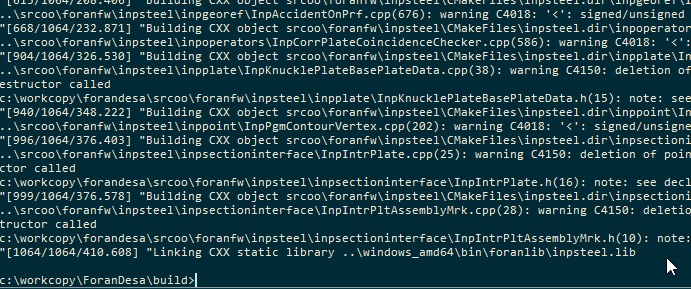 "[615/1064/208.406] "Building CXX object srcoo\foranfw\inpsteel\CMakeFiles\inpsteel.dir\inpgeoref\Inp
..\srcoo\foranfw\inpsteel\inpgeoref\InpAccidentOnPrf.cpp(676): warning C4018: '<': signed/unsigned
"[668/1064/232.871] "Building CXX object srcoo\foranfw\inpsteel\CMakeFiles\inpsteel.dir\inpoperator
..\srcoo\foranfw\inpsteel\inpoperators\InpCorrPlateCoincidenceChecker.cpp(586): warning C4018: '<':
"[904/1064/326.530] "Building CXX object srcoo\foranfw\inpsteel\CMakeFiles\inpsteel.dir\inpplate\In
..\srcoo\foranfw\inpsteel\inpplate\InpKnucklePlateBasePlateData.cpp(38): warning C4150: deletion of
estructor called
c:\workcopy\forandesa\srcoo\foranfw\inpsteel\inpplate\InpKnucklePlateBasePlateData.h(15): note: see
"[940/1064/348.222] "Building CXX object srcoo\foranfw\inpsteel\CMakeFiles\inpsteel.dir\inppoint\In
..\srcoo\foranfw\inpsteel\inppoint\InpPgmContourVertex.cpp(202): warning C4018: '<': signed/unsigne
"[996/1064/376.403] "Building CXX object srcoo\foranfw\inpsteel\CMakeFiles\inpsteel.dir\inpsectioni
..\srcoo\foranfw\inpsteel\inpsectioninterface\InpIntrPlate.cpp(25): warning C4150: deletion of poin
ctor called
c:\workcopy\forandesa\srcoo\foranfw\inpsteel\inpsectioninterface\InpIntrPlate.h(16): note: see decl
"[999/1064/376.578] "Building CXX object srcoo\foranfw\inpsteel\CMakeFiles\inpsteel.dir\inpsectioni
..\srcoo\foranfw\inpsteel\inpsectioninterface\InpIntrPltAssemblyMrk.cpp(28): warning C4150: deletio
structor called
c:\workcopy\forandesa\srcoo\foranfw\inpsteel\inpsectioninterface\InpIntrPltAssemblyMrk.h(10): note:
"[1064/1064/410.608] "Linking CXX static library ..\windows_amd64\bin\foranlib\inpsteel.lib
c:\workcopy\ForanDesa\build>